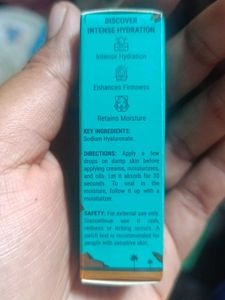 DISCOVER
INTENSE HYDRATION
Intense Hydration
Enhances Firmness
Retains Moisture
KEY INGREDIENTS:
Sodium Hyaluronate
DIRECTIONS: Apply a few
drops on damp skin before
applying creams, moisturizers,
and oils. Let it absorb for 30
seconds. To seal in the
moisture, follow it up with a
moisturizer.
SAFETY: For external use only.
Discontinue use if rash,
redness or itching occurs. A
patch test is recommended for
people with sensitive skin.